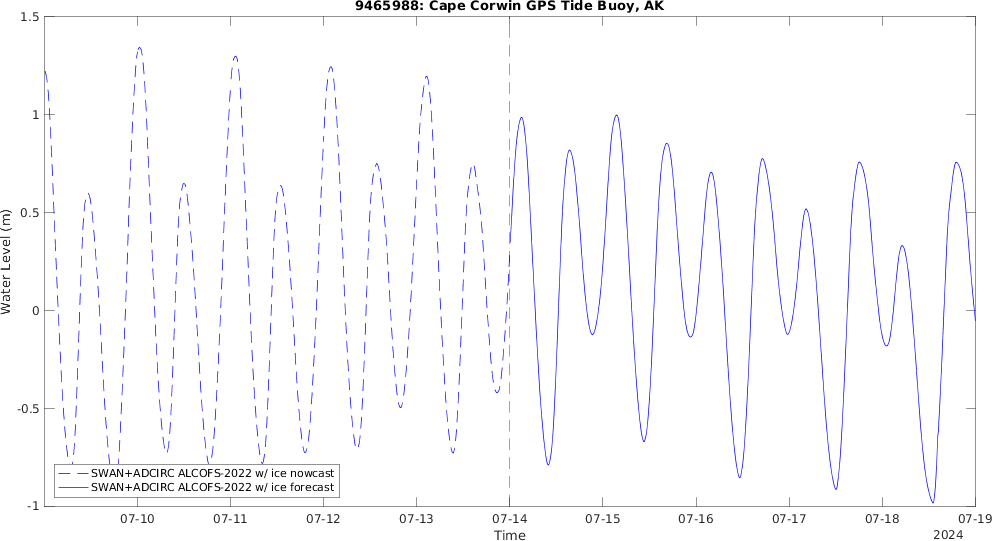 9465988: Cape Corwin GPS Tide Buoy, AK
1.5
1
0.5
0
-0.5
-1
Water Level (m)
SWAN+ADCIRC ALCOFS-2022 w/ ice nowcast
SWAN+ADCIRC ALCOFS-2022 w/ ice forecast
07-10 07-11 07-12 07-13 07-14 07-15 07-16 07-17 07-18 07-19
Time
2024